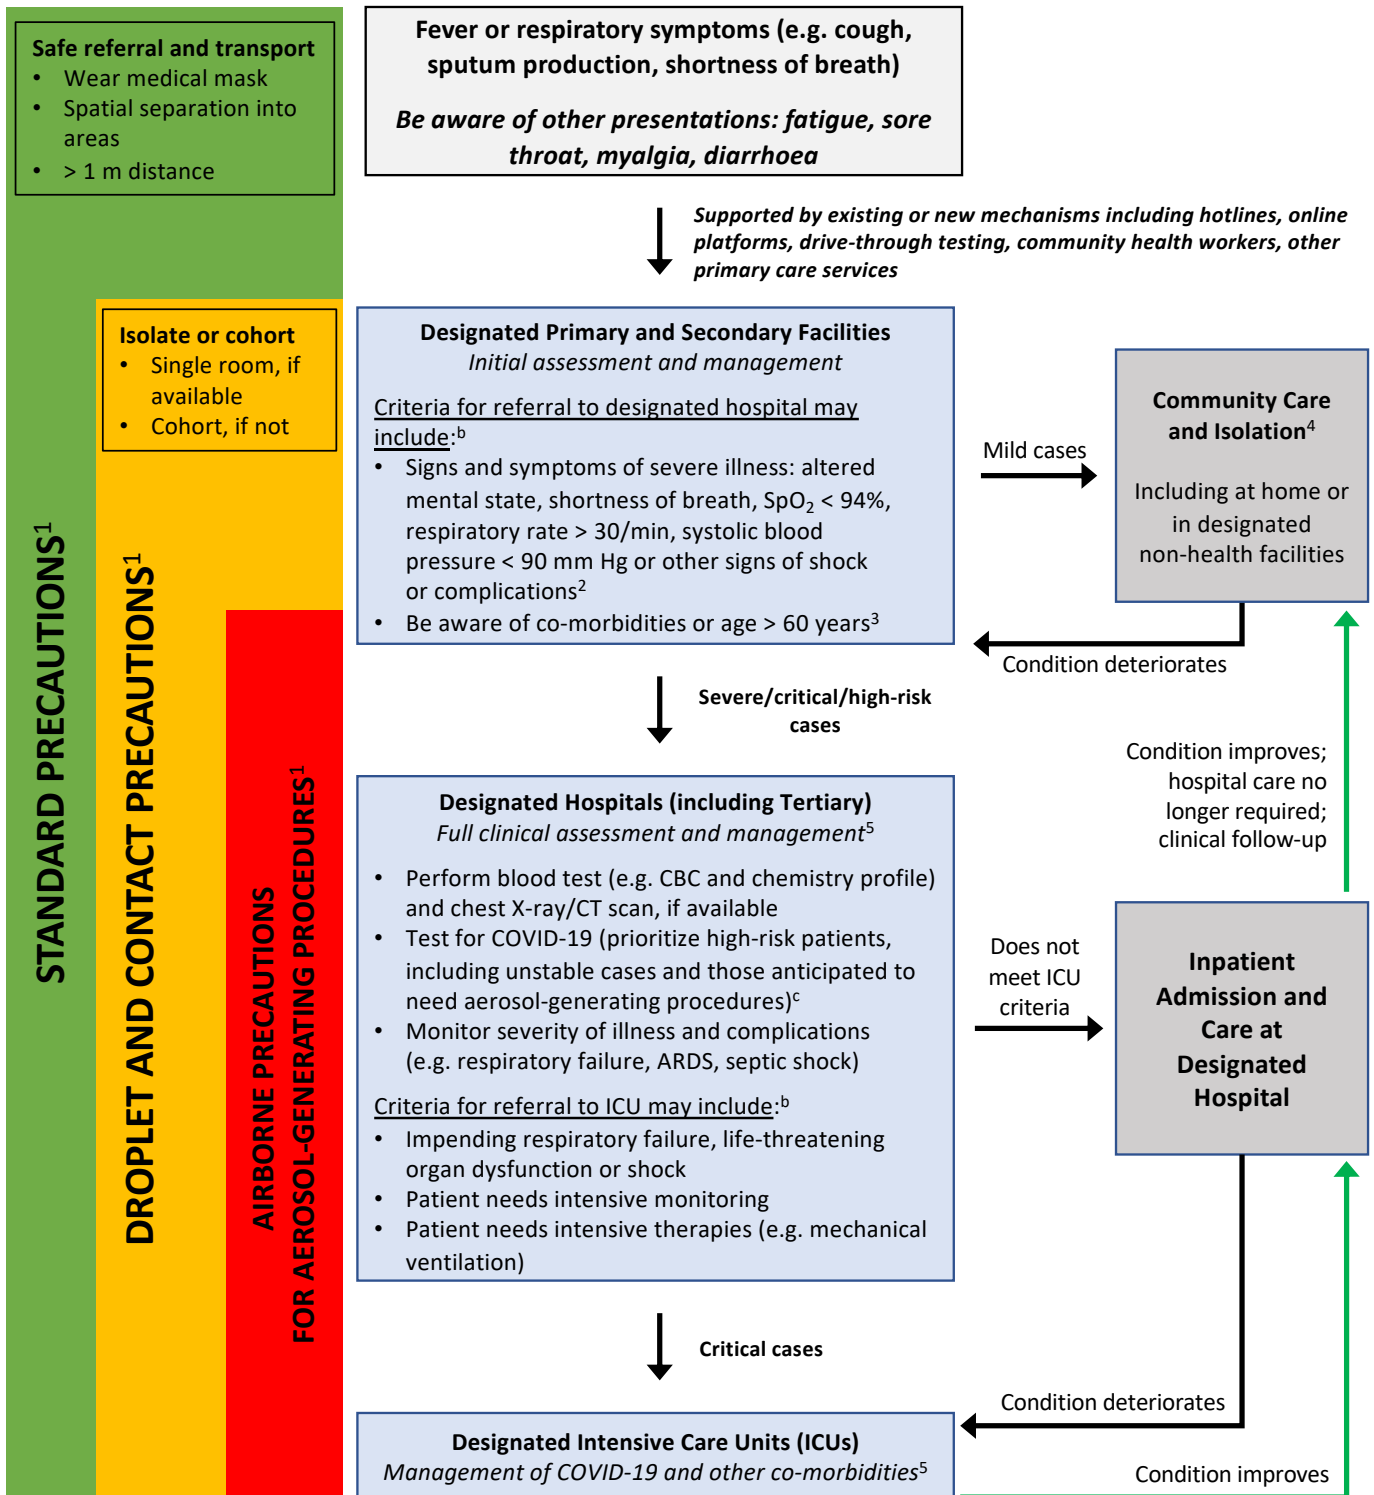 Safe referral and transport
• Wear medical mask
• Spatial separation into
areas
• > 1 m distance
Fever or respiratory symptoms (e.g. cough,
sputum production, shortness of breath)
Be aware of other presentations: fatigue, sore
throat, myalgia, diarrhoea
Supported by existing or new mechanisms including hotlines, online
platforms, drive-through testing, community health workers, other
primary care services
Isolate or cohort
• Single room, if
available
• Cohort, if not
STANDARD PRECAUTIONS¹
DROPLET AND CONTACT PRECAUTIONS¹
AIRBORNE PRECAUTIONS
FOR AEROSOL-GENERATING PROCEDURES¹
Designated Primary and Secondary Facilities
Initial assessment and management
Criteria for referral to designated hospital may
include:ᵇ
• Signs and symptoms of severe illness: altered
mental state, shortness of breath, SpO₂ < 94%,
respiratory rate > 30/min, systolic blood
pressure < 90 mm Hg or other signs of shock
or complications²
• Be aware of co-morbidities or age > 60 years³
Mild cases
Community Care
and Isolation⁴
Including at home or
in designated
non-health facilities
Condition deteriorates
Severe/critical/high-risk
cases
Condition improves;
hospital care no
longer required;
clinical follow-up
Designated Hospitals (including Tertiary)
Full clinical assessment and management⁵
• Perform blood test (e.g. CBC and chemistry profile)
and chest X-ray/CT scan, if available
• Test for COVID-19 (prioritize high-risk patients,
including unstable cases and those anticipated to
need aerosol-generating procedures)ᶜ
• Monitor severity of illness and complications
(e.g. respiratory failure, ARDS, septic shock)
Criteria for referral to ICU may include:ᵇ
• Impending respiratory failure, life-threatening
organ dysfunction or shock
• Patient needs intensive monitoring
• Patient needs intensive therapies (e.g. mechanical
ventilation)
Does not
meet ICU
criteria
Inpatient
Admission and
Care at
Designated
Hospital
Critical cases
Condition deteriorates
Designated Intensive Care Units (ICUs)
Management of COVID-19 and other co-morbidities⁵
Condition improves